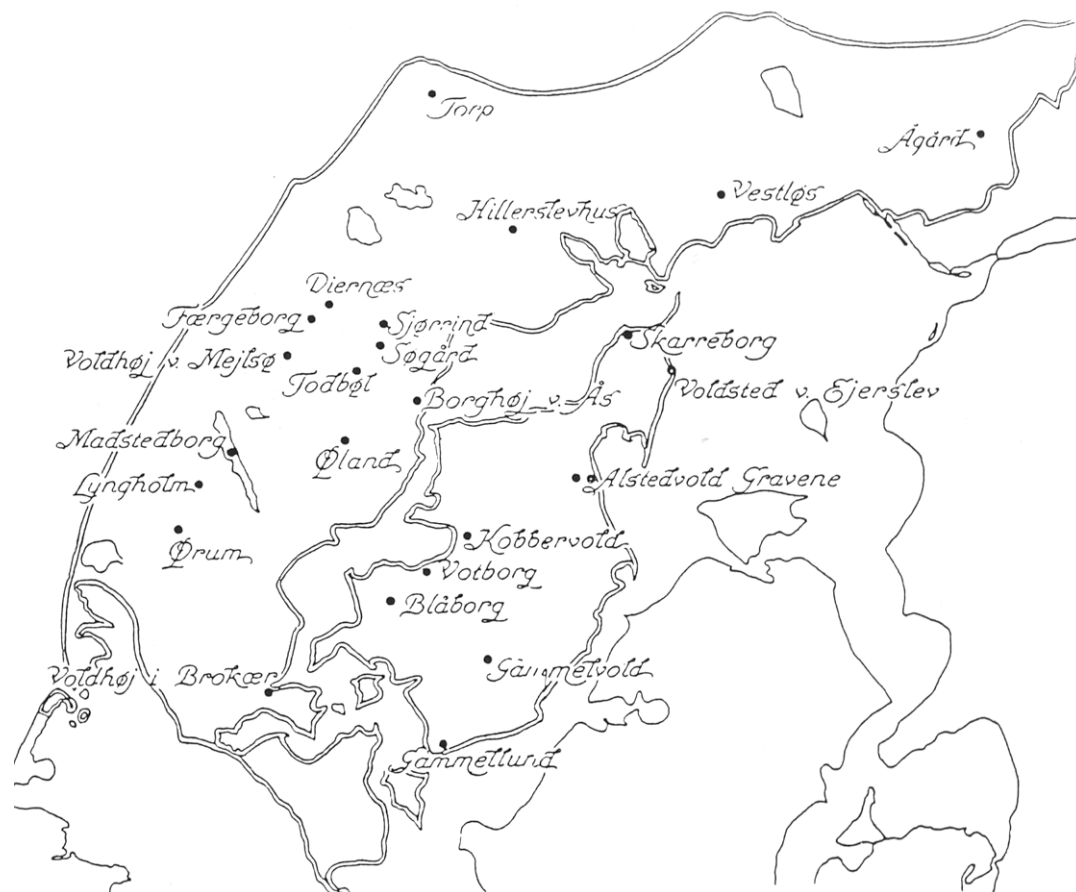 Torp
Ågård
Vestløs
Hillerslevhus
Diernæs
Færgeborg
Sjørrind
Skarreborg
Søgård
Voldhøj v. Mejlsø
Todbøl
Voldsted v. Ejerslev
Borghøj v. Ås
Madstedborg
Øland
Lyngholm
Alstedvold Gravene
Ørum
Kobbervold
Votborg
Blåborg
Voldhøj i Brokær
Gammelvold
Gammellund